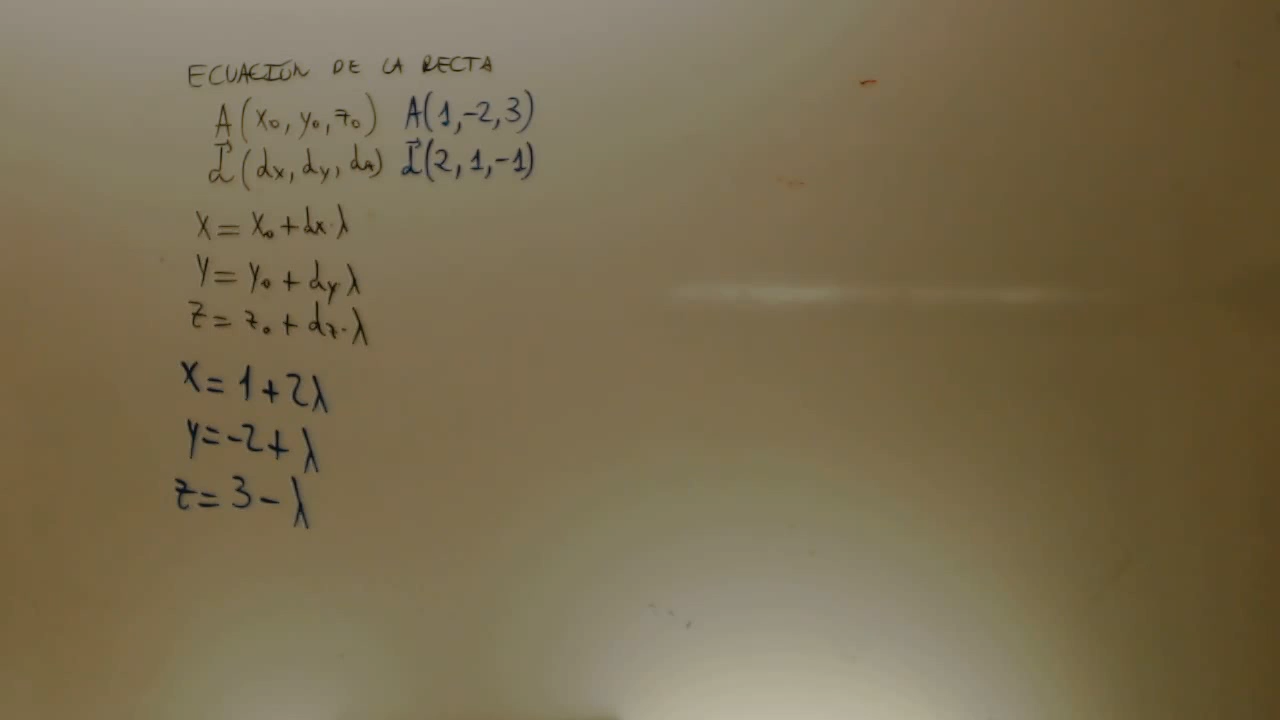 ECUACIÓN DE LA RECTA
A(x₀, y₀, z₀) A(1,-2,3)
d⃗(dx, dy, dz) d⃗(2,1,-1)
x = x₀ + dx·λ
y = y₀ + dy·λ
z = z₀ + dz·λ
x = 1 + 2λ
y = -2 + λ
z = 3 - λ